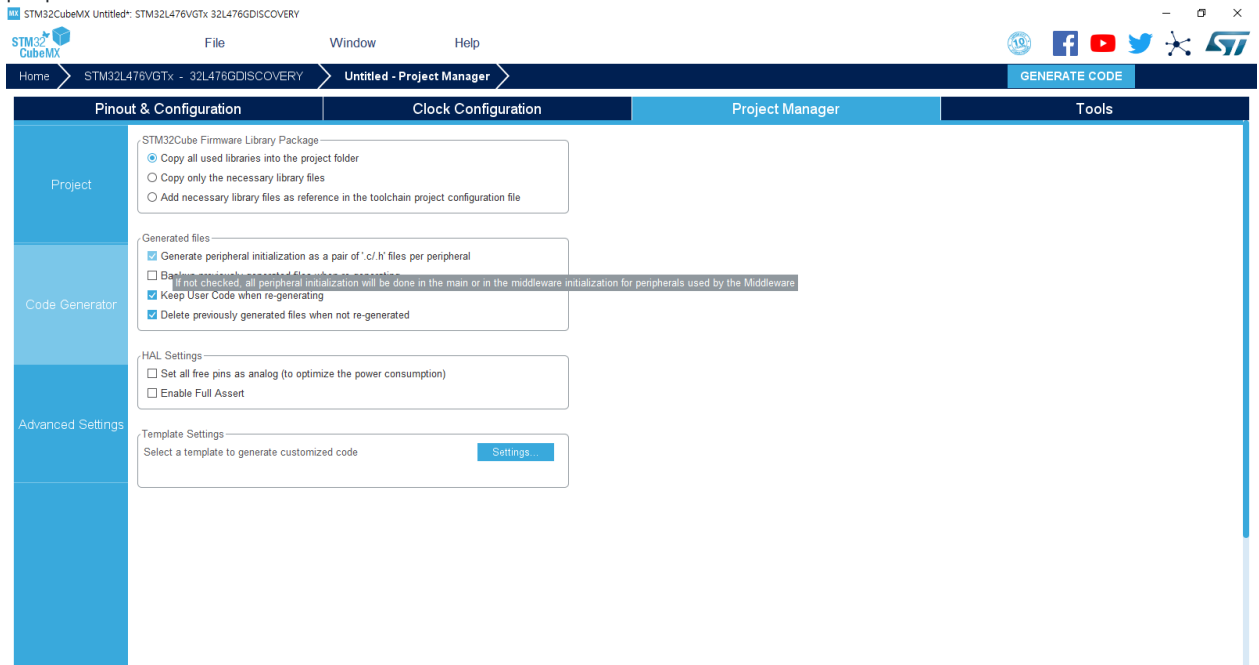 MX STM32CubeMX Untitled*: STM32L476VGTx 32L476GDISCOVERY
STM32
CubeMX
File Window Help
10
Home STM32L476VGTx - 32L476GDISCOVERY Untitled - Project Manager GENERATE CODE
Pinout & Configuration Clock Configuration Project Manager Tools
Project
Code Generator
Advanced Settings
STM32Cube Firmware Library Package
Copy all used libraries into the project folder
Copy only the necessary library files
Add necessary library files as reference in the toolchain project configuration file
Generated files
Generate peripheral initialization as a pair of '.c/.h' files per peripheral
If not checked, all peripheral initialization will be done in the main or in the middleware initialization for peripherals used by the Middleware
Keep User Code when re-generating
Delete previously generated files when not re-generated
HAL Settings
Set all free pins as analog (to optimize the power consumption)
Enable Full Assert
Template Settings
Select a template to generate customized code Settings...